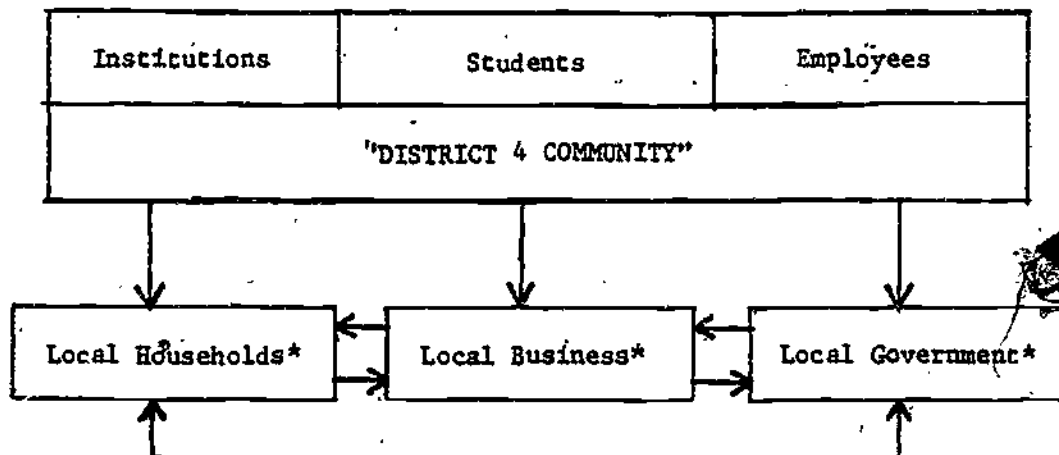 Institutions Students Employees
"DISTRICT 4 COMMUNITY"
Local Households* Local Business* Local Government*